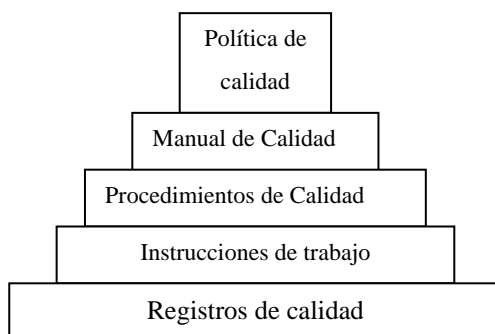 Política de
calidad
Manual de Calidad
Procedimientos de Calidad
Instrucciones de trabajo
Registros de calidad